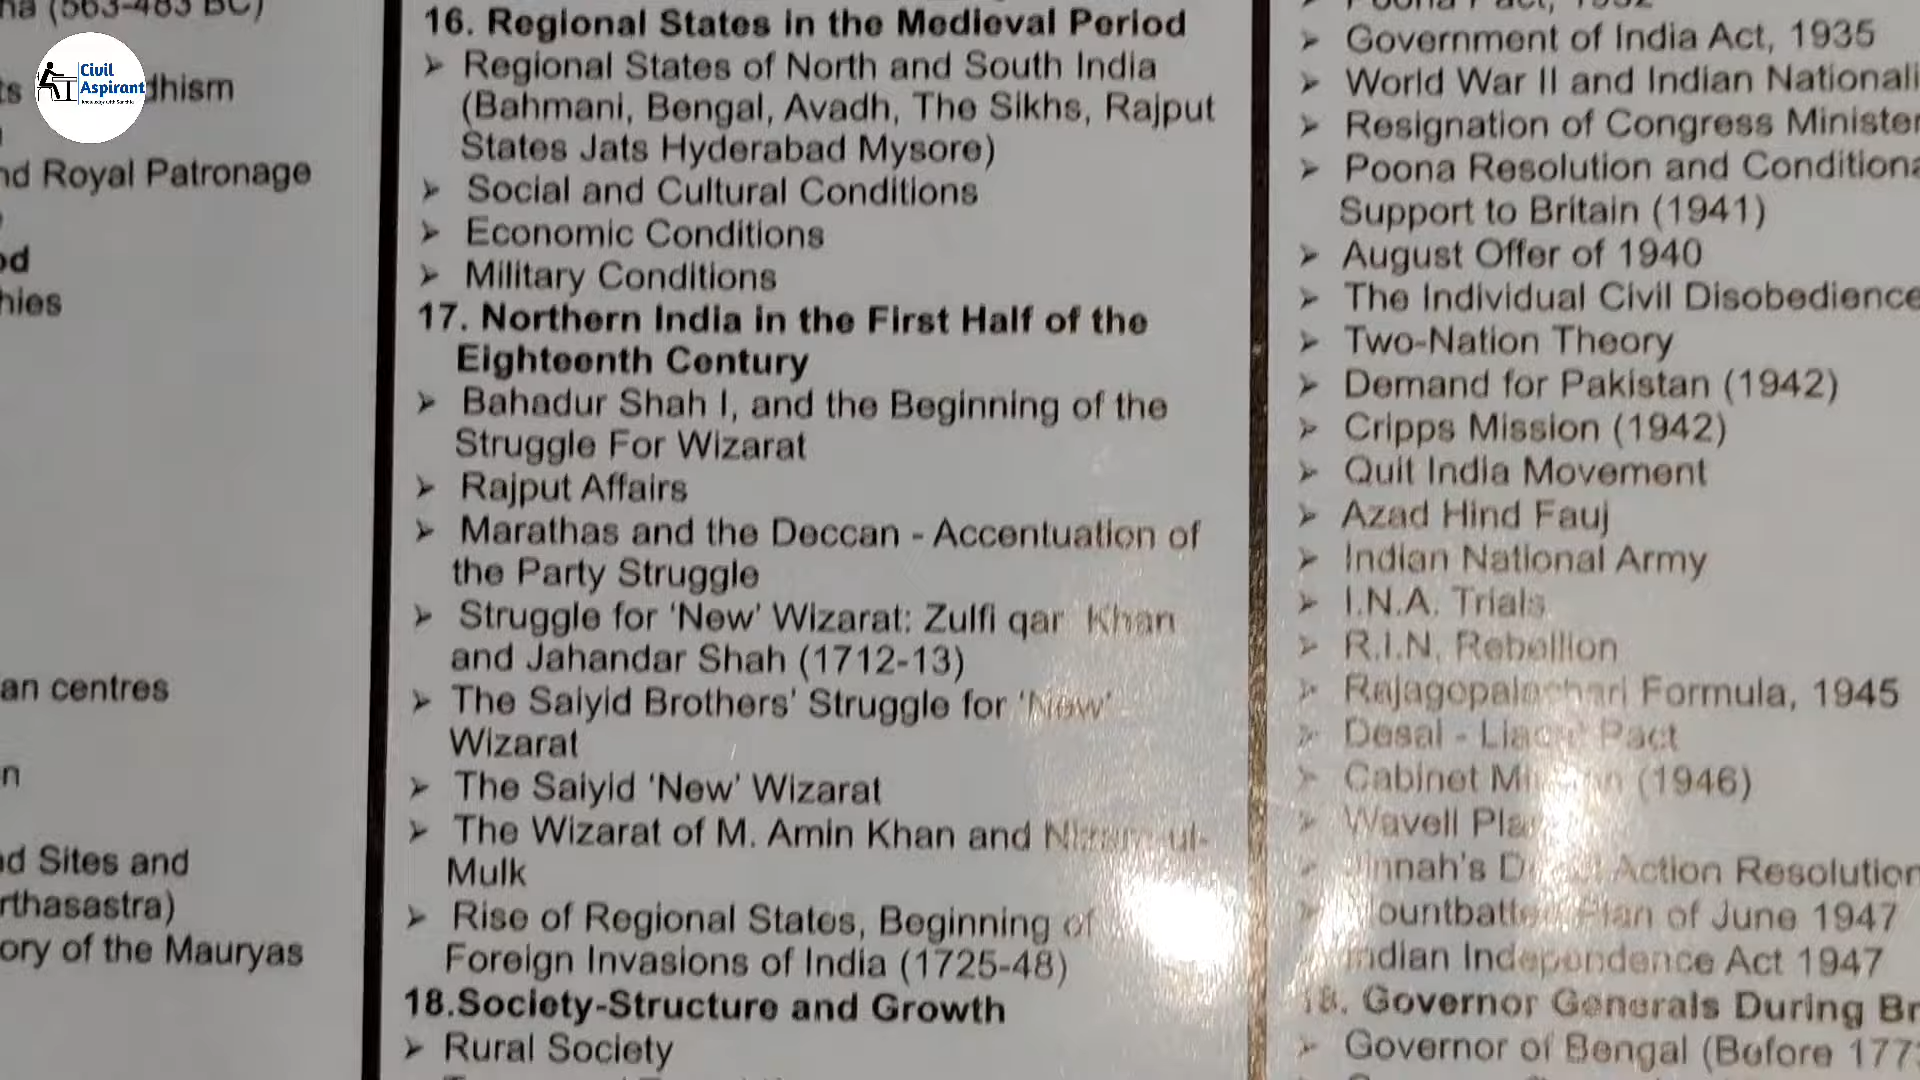 na (563-483 BC)
Civil
Aspirant
dhism
nd Royal Patronage
od
hies
an centres
n
d Sites and
rthasastra)
ory of the Mauryas
16. Regional States in the Medieval Period
➢ Regional States of North and South India
(Bahmani, Bengal, Avadh, The Sikhs, Rajput
States Jats Hyderabad Mysore)
➢ Social and Cultural Conditions
➢ Economic Conditions
➢ Military Conditions
17. Northern India in the First Half of the
Eighteenth Century
➢ Bahadur Shah I, and the Beginning of the
Struggle For Wizarat
➢ Rajput Affairs
➢ Marathas and the Deccan - Accentuation of
the Party Struggle
➢ Struggle for ‘New’ Wizarat: Zulfi qar Khan
and Jahandar Shah (1712-13)
➢ The Saiyid Brothers’ Struggle for ‘New’
Wizarat
➢ The Saiyid ‘New’ Wizarat
➢ The Wizarat of M. Amin Khan and Nizam-ul-
Mulk
➢ Rise of Regional States, Beginning of
Foreign Invasions of India (1725-48)
18.Society-Structure and Growth
➢ Rural Society
➢ Poona Pact, 1932
➢ Government of India Act, 1935
➢ World War II and Indian Nationali
➢ Resignation of Congress Minister
➢ Poona Resolution and Conditiona
Support to Britain (1941)
➢ August Offer of 1940
➢ The Individual Civil Disobedience
➢ Two-Nation Theory
➢ Demand for Pakistan (1942)
➢ Cripps Mission (1942)
➢ Quit India Movement
➢ Azad Hind Fauj
➢ Indian National Army
➢ I.N.A. Trials
➢ R.I.N. Rebellion
➢ Rajagopalachari Formula, 1945
➢ Desai - Liaqat Pact
➢ Cabinet Mission (1946)
➢ Wavell Plan
Jinnah's Direct Action Resolution
Mountbatten Plan of June 1947
Indian Independence Act 1947
18. Governor Generals During Br
➢ Governor of Bengal (Before 177